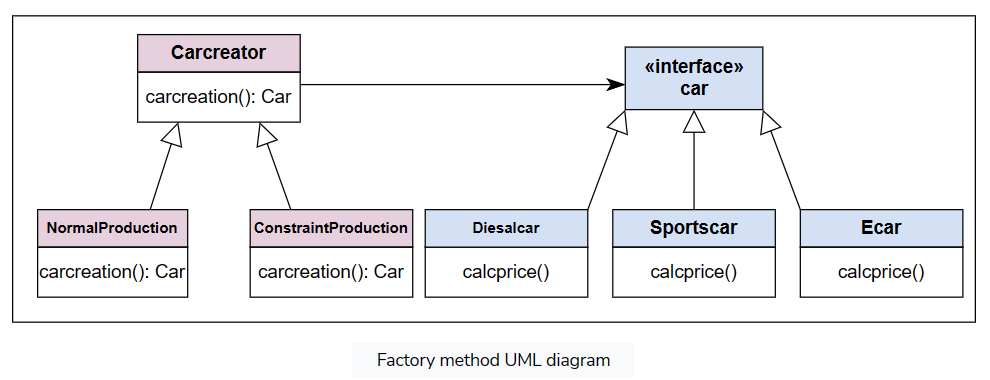 Carcreator
carcreation(): Car
«interface»
car
NormalProduction
carcreation(): Car
ConstraintProduction
carcreation(): Car
Diesalcar
calcprice()
Sportscar
calcprice()
Ecar
calcprice()
Factory method UML diagram